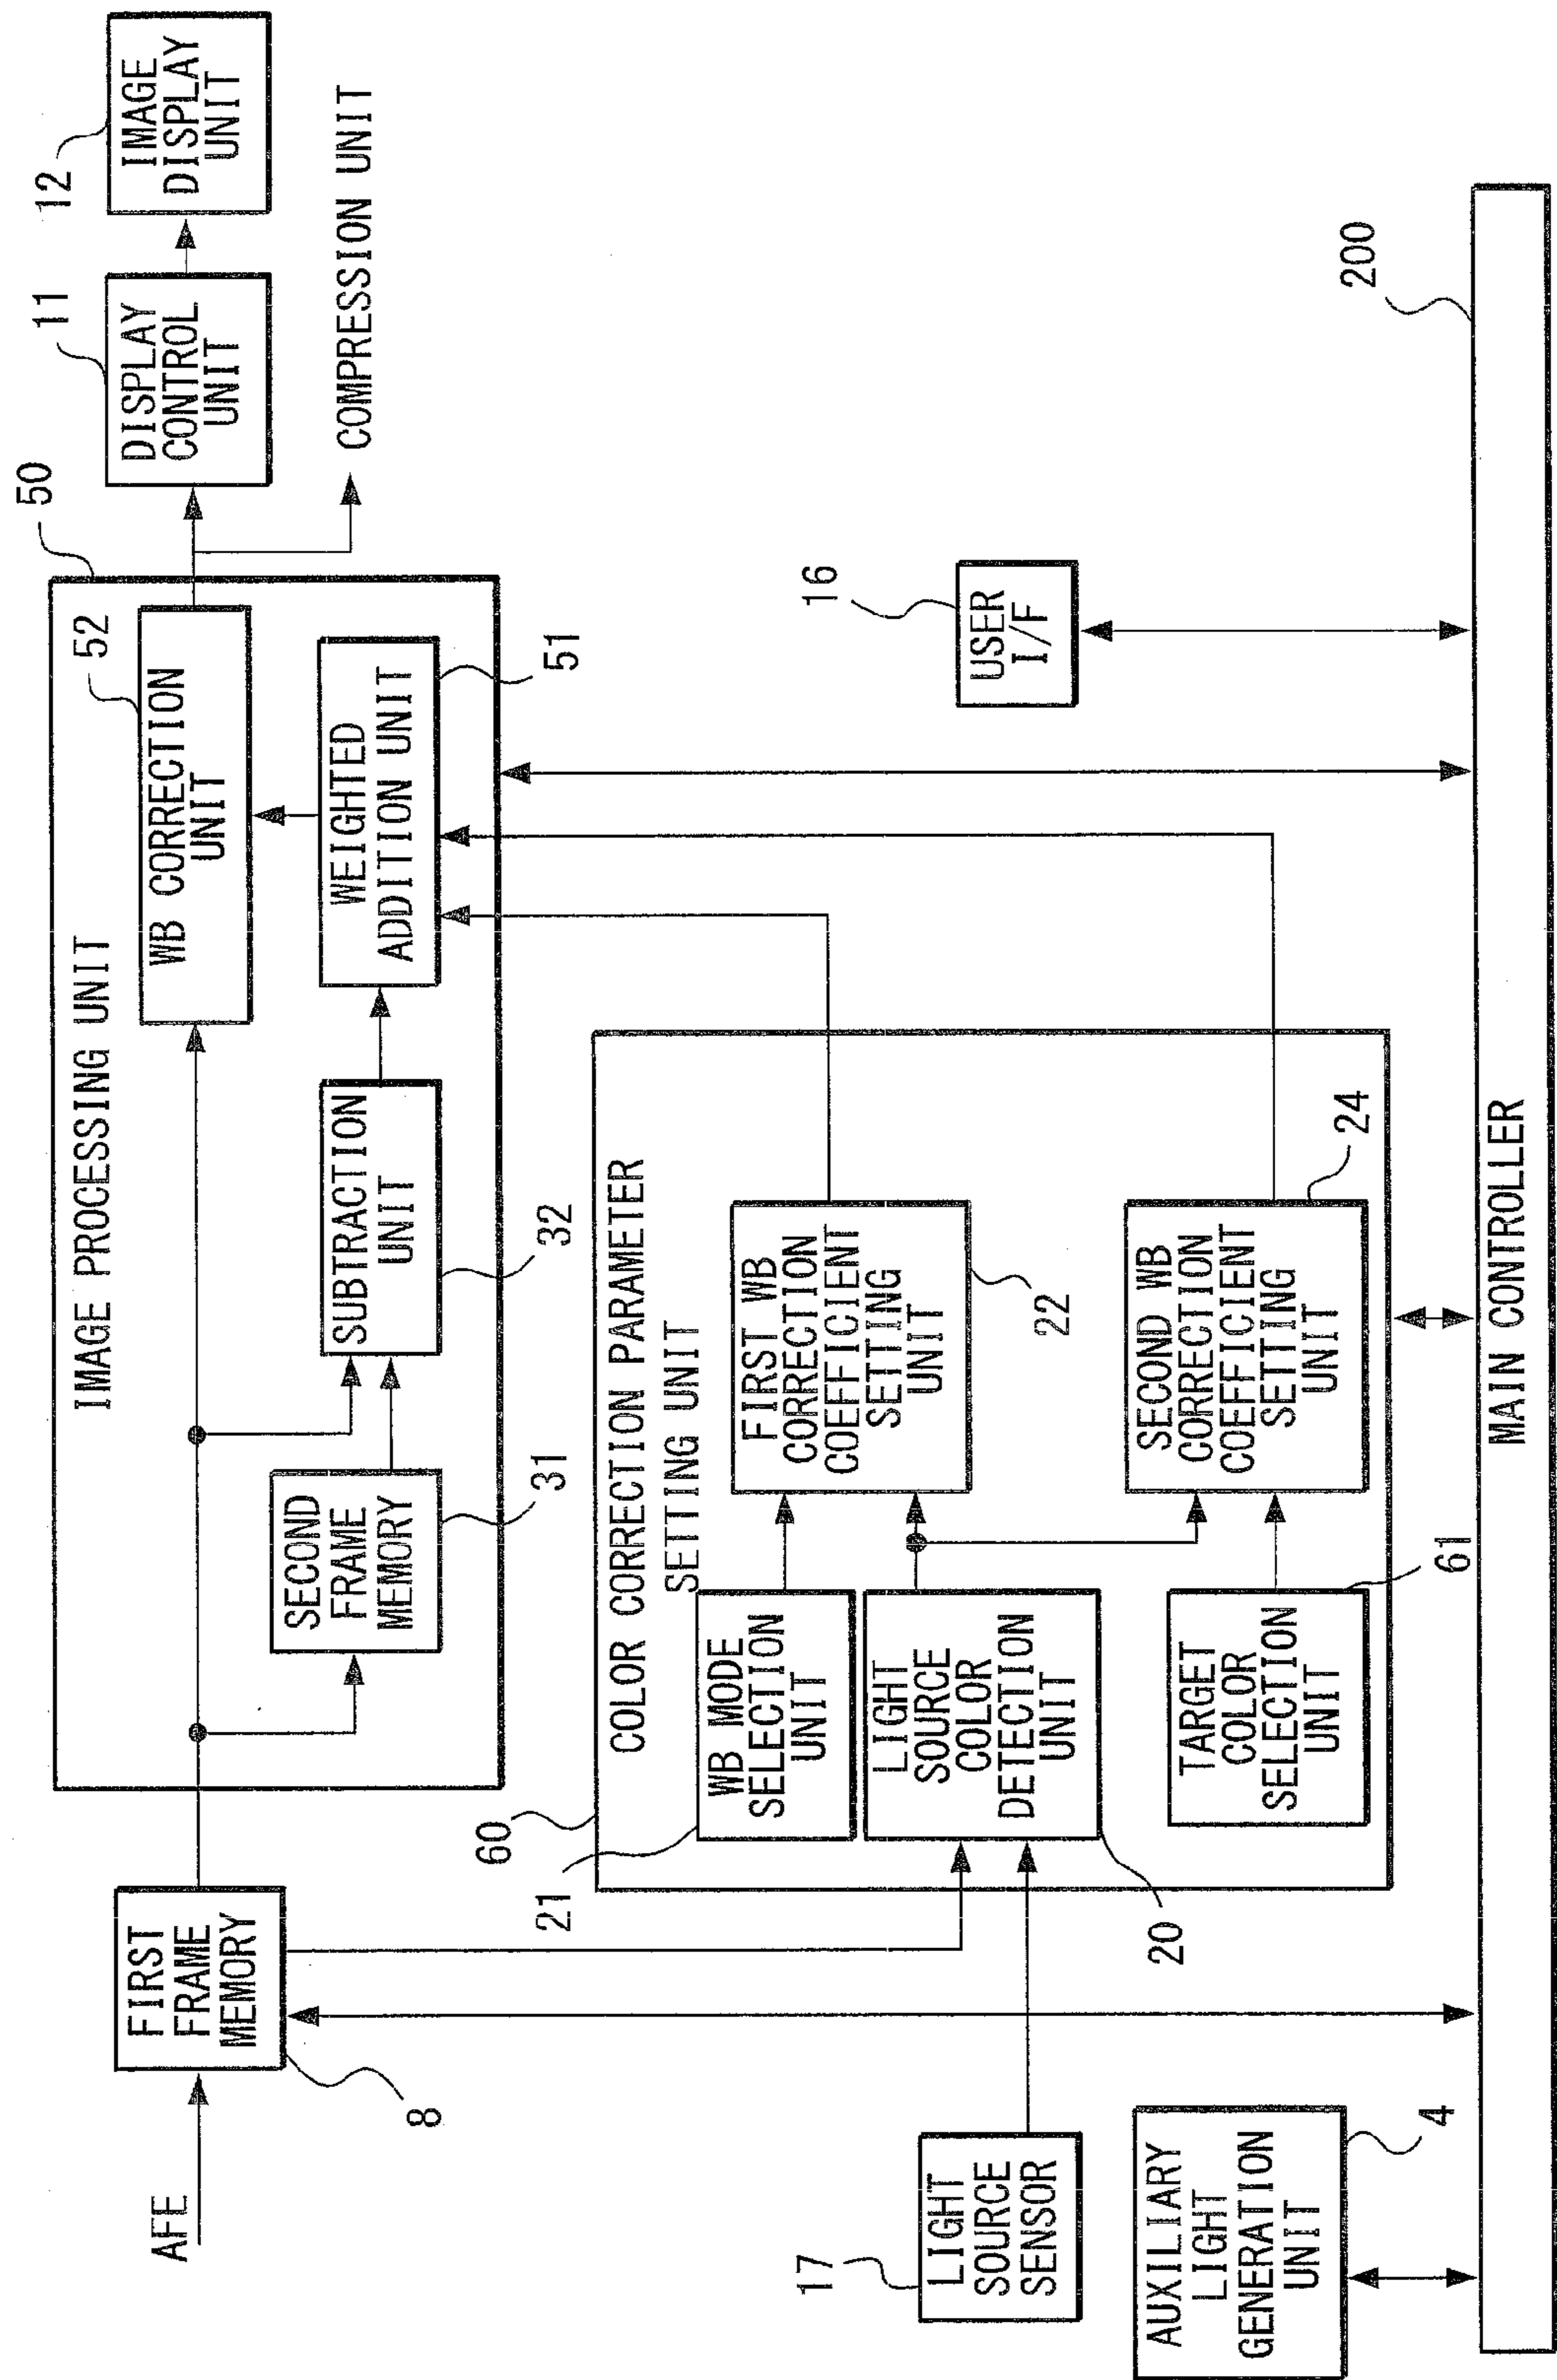 AFE
FIRST
FRAME
MEMORY
8
IMAGE PROCESSING UNIT
50
SECOND
FRAME
MEMORY
31
SUBTRACTION
UNIT
32
WB CORRECTION
UNIT
52
WEIGHTED
ADDITION UNIT
51
DISPLAY
CONTROL
UNIT
11
IMAGE
DISPLAY
UNIT
12
COMPRESSION UNIT
COLOR CORRECTION PARAMETER
SETTING UNIT
60
WB MODE
SELECTION
UNIT
21
LIGHT
SOURCE
COLOR
DETECTION
UNIT
20
TARGET
COLOR
SELECTION
UNIT
61
FIRST WB
CORRECTION
COEFFICIENT
SETTING
UNIT
22
SECOND WB
CORRECTION
COEFFICIENT
SETTING
UNIT
24
LIGHT
SOURCE
SENSOR
17
AUXILIARY
LIGHT
GENERATION
UNIT
4
USER
I/F
16
MAIN CONTROLLER
200